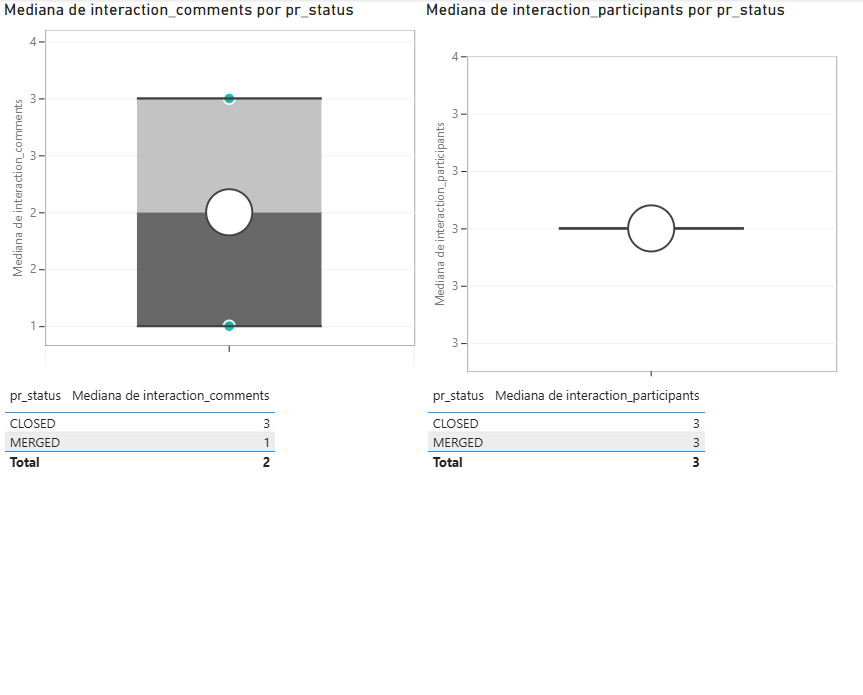 Mediana de interaction_comments por pr_status
4
3
3
2
2
1
Mediana de interaction_comments
pr_status Mediana de interaction_comments
CLOSED 3
MERGED 1
Total 2
Mediana de interaction_participants por pr_status
4
3
3
3
3
3
Mediana de interaction_participants
pr_status Mediana de interaction_participants
CLOSED 3
MERGED 3
Total 3